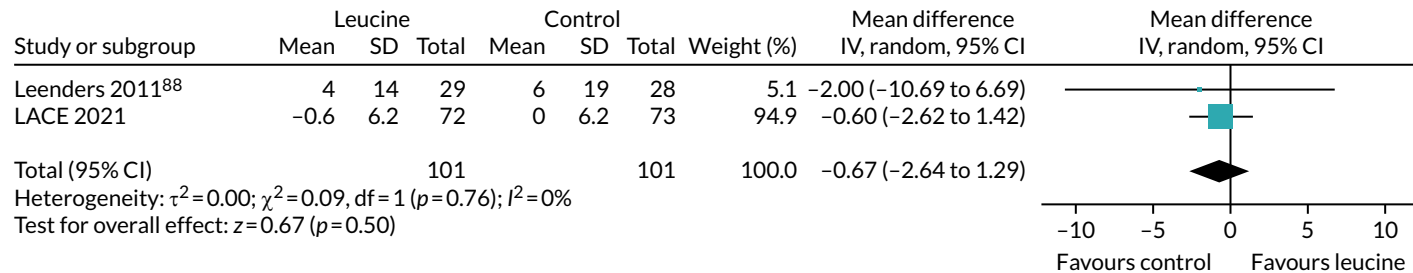 Leucine Control Mean difference Mean difference
Study or subgroup Mean SD Total Mean SD Total Weight (%) IV, random, 95% CI IV, random, 95% CI
Leenders 2011⁸⁸ 4 14 29 6 19 28 5.1 −2.00 (−10.69 to 6.69)
LACE 2021 −0.6 6.2 72 0 6.2 73 94.9 −0.60 (−2.62 to 1.42)
Total (95% CI) 101 101 100.0 −0.67 (−2.64 to 1.29)
Heterogeneity: τ²=0.00; χ²=0.09, df=1 (p=0.76); I²=0%
Test for overall effect: z=0.67 (p=0.50)
−10 −5 0 5 10
Favours control Favours leucine